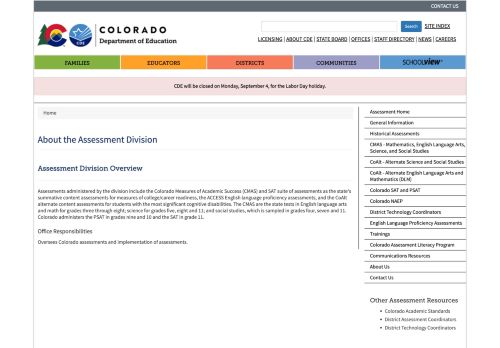 CONTACT US
COLORADO
Department of Education
CDE
Search
SITE INDEX
LICENSING | ABOUT CDE | STATE BOARD | OFFICES | STAFF DIRECTORY | NEWS | CAREERS
FAMILIES
EDUCATORS
DISTRICTS
COMMUNITIES
SCHOOLVIEW
CDE will be closed on Monday, September 4, for the Labor Day holiday.
Home
About the Assessment Division
Assessment Division Overview
Assessments administered by the division include the Colorado Measures of Academic Success (CMAS) and SAT suite of assessments as the state's
summative content assessments for measures of college/career readiness, the ACCESS English language proficiency assessments, and the CoAlt
alternate content assessments for students with the most significant cognitive disabilities. The CMAS are the state tests in English language arts
and math for grades three through eight; science for grades five, eight and 11; and social studies, which is sampled in grades four, seven and 11.
Colorado administers the PSAT in grades nine and 10 and the SAT in grade 11.
Office Responsibilities
Oversees Colorado assessments and implementation of assessments.
Assessment Home
General Information
Historical Assessments
CMAS - Mathematics, English Language Arts,
Science, and Social Studies
CoAlt - Alternate Science and Social Studies
CoAlt - Alternate English Language Arts and
Mathematics (DLM)
Colorado SAT and PSAT
Colorado NAEP
District Technology Coordinators
English Language Proficiency Assessments
Trainings
Colorado Assessment Literacy Program
Communications Resources
About Us
Contact Us
Other Assessment Resources
• Colorado Academic Standards
• District Assessment Coordinators
• District Technology Coordinators